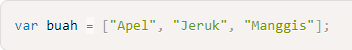 var buah = ["Apel", "Jeruk", "Manggis"];